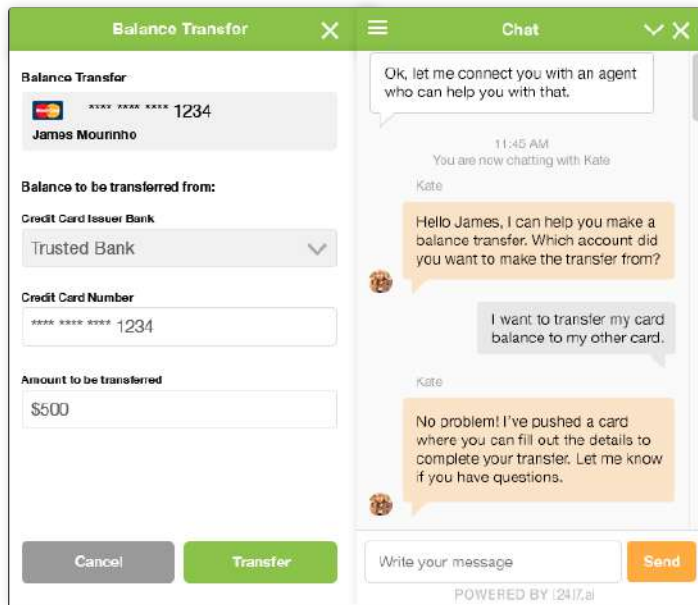 Balance Transfer
Balance Transfer
**** **** **** 1234
James Mourinho
Balance to be transferred from:
Credit Card Issuer Bank
Trusted Bank
Credit Card Number
**** **** **** 1234
Amount to be transferred
$500
Cancel
Transfer
Chat
Ok, let me connect you with an agent
who can help you with that.
11:45 AM
You are now chatting with Kate
Kate
Hello James, I can help you make a
balance transfer. Which account did
you want to make the transfer from?
I want to transfer my card
balance to my other card.
Kate
No problem! I've pushed a card
where you can fill out the details to
complete your transfer. Let me know
if you have questions.
Write your message
Send
POWERED BY [24]7.ai